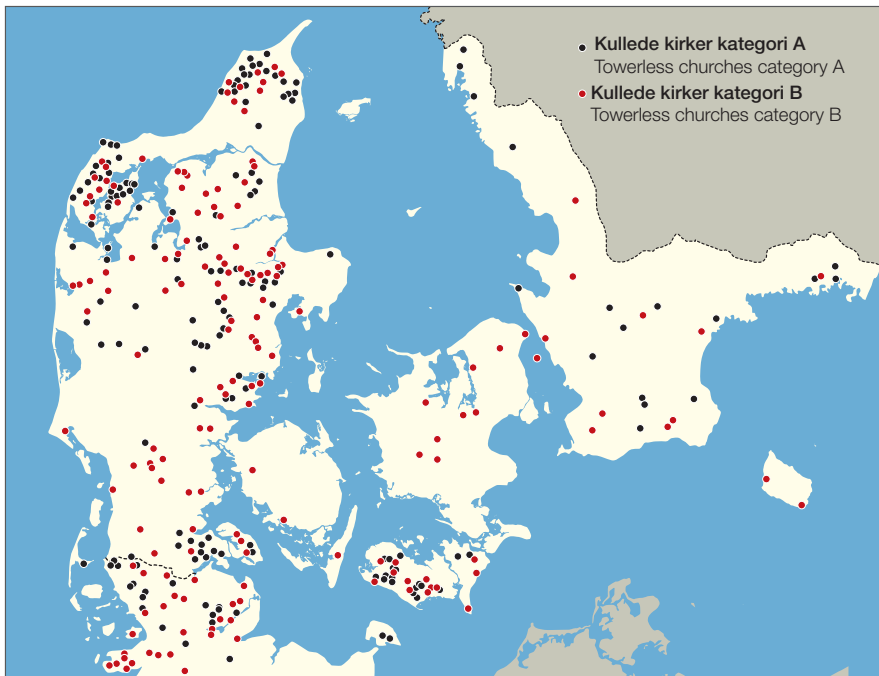 Kullede kirker kategori A
Towerless churches category A
Kullede kirker kategori B
Towerless churches category B